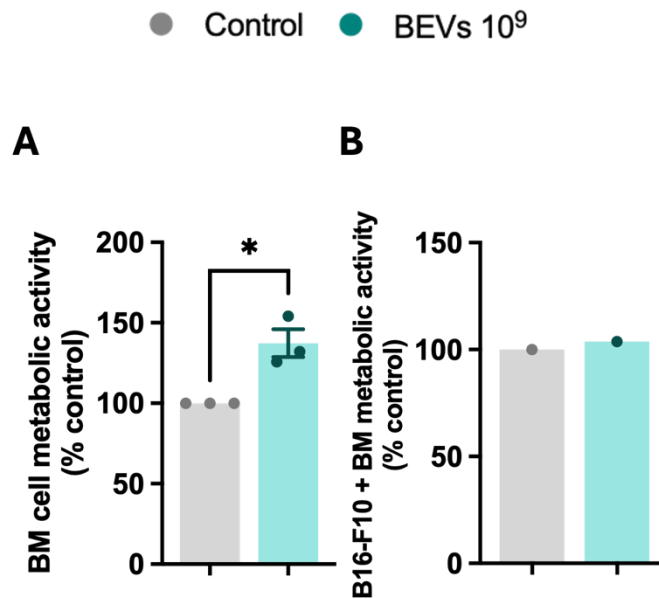 Control BEVs 10⁹
A
B
BM cell metabolic activity
(% control)
200
150
100
50
0
*
B16-F10 + BM metabolic activity
(% control)
150
100
50
0